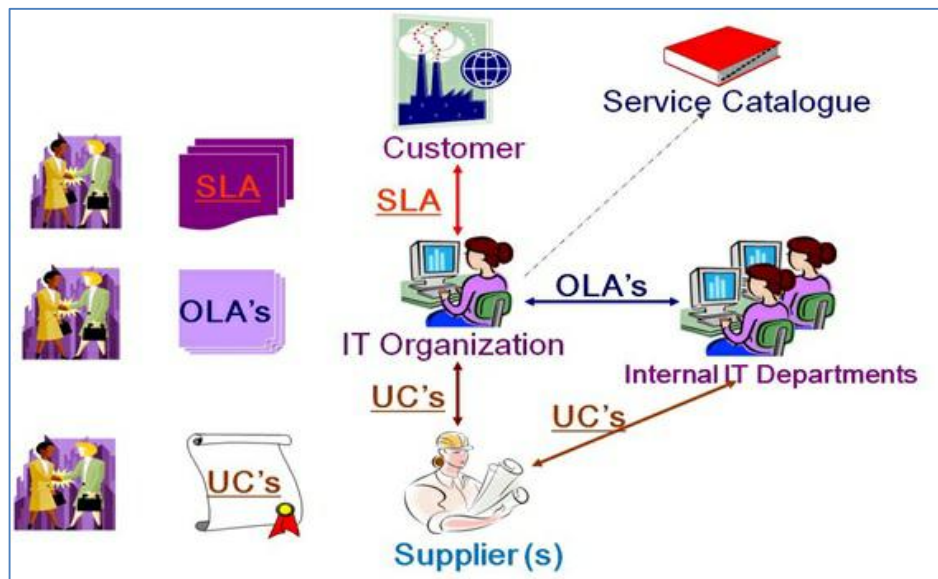 Service Catalogue
Customer
SLA
SLA
OLA's
OLA's
IT Organization
Internal IT Departments
UC's
UC's
UC's
Supplier (s)